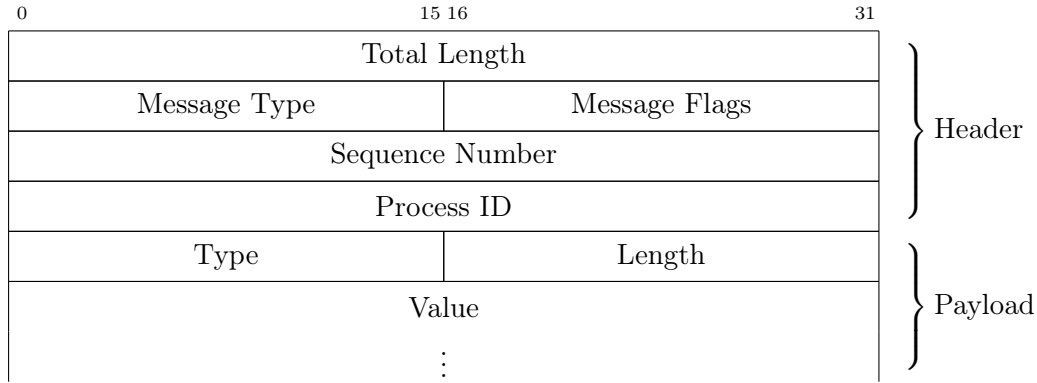 0 15 16 31
Total Length
Message Type Message Flags
Header
Sequence Number
Process ID
Type Length
Value
Payload
⋮